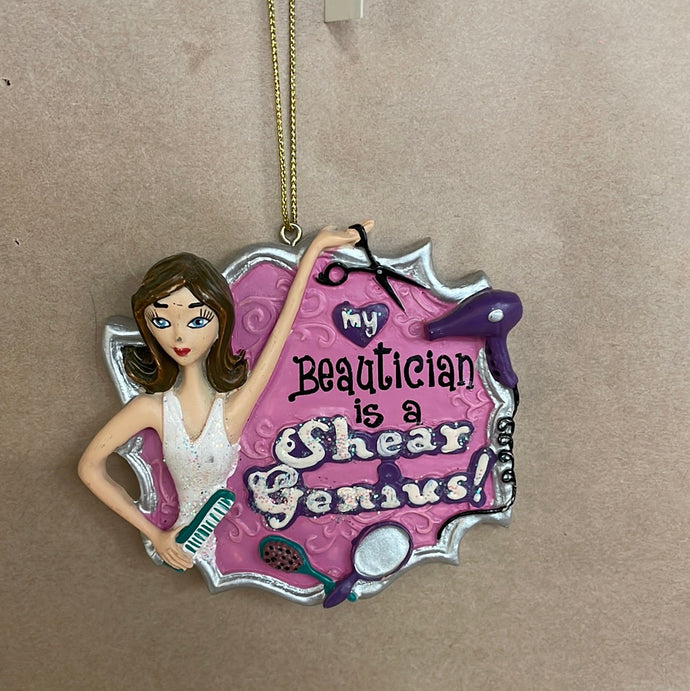 My
Beautician
is a
Shear
Genius!